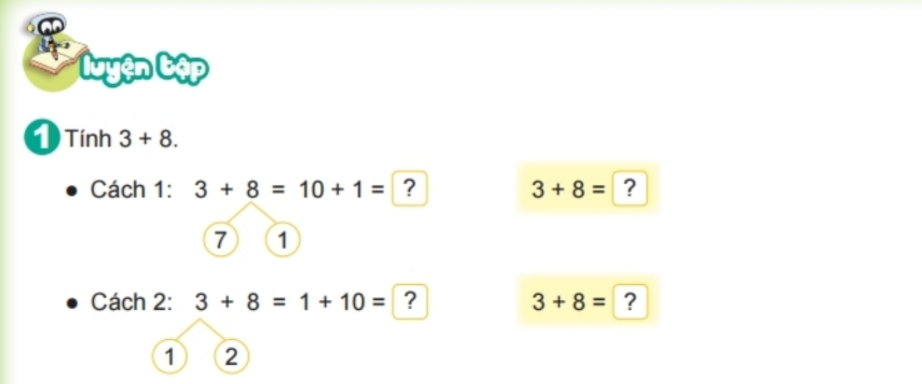 luyện tập
1 Tính 3 + 8.
• Cách 1: 3 + 8 = 10 + 1 = ? 3 + 8 = ?
7 1
• Cách 2: 3 + 8 = 1 + 10 = ? 3 + 8 = ?
1 2